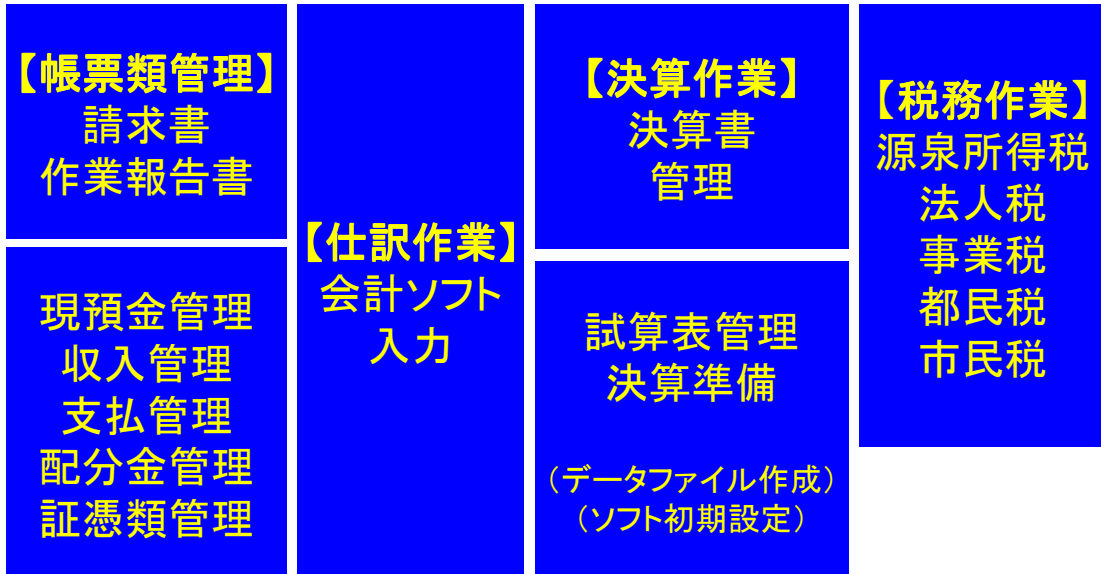 【帳票類管理】
請求書
作業報告書
現預金管理
収入管理
支払管理
配分金管理
証憑類管理
【仕訳作業】
会計ソフト
入力
【決算作業】
決算書
管理
試算表管理
決算準備
（データファイル作成）
（ソフト初期設定）
【税務作業】
源泉所得税
法人税
事業税
都民税
市民税